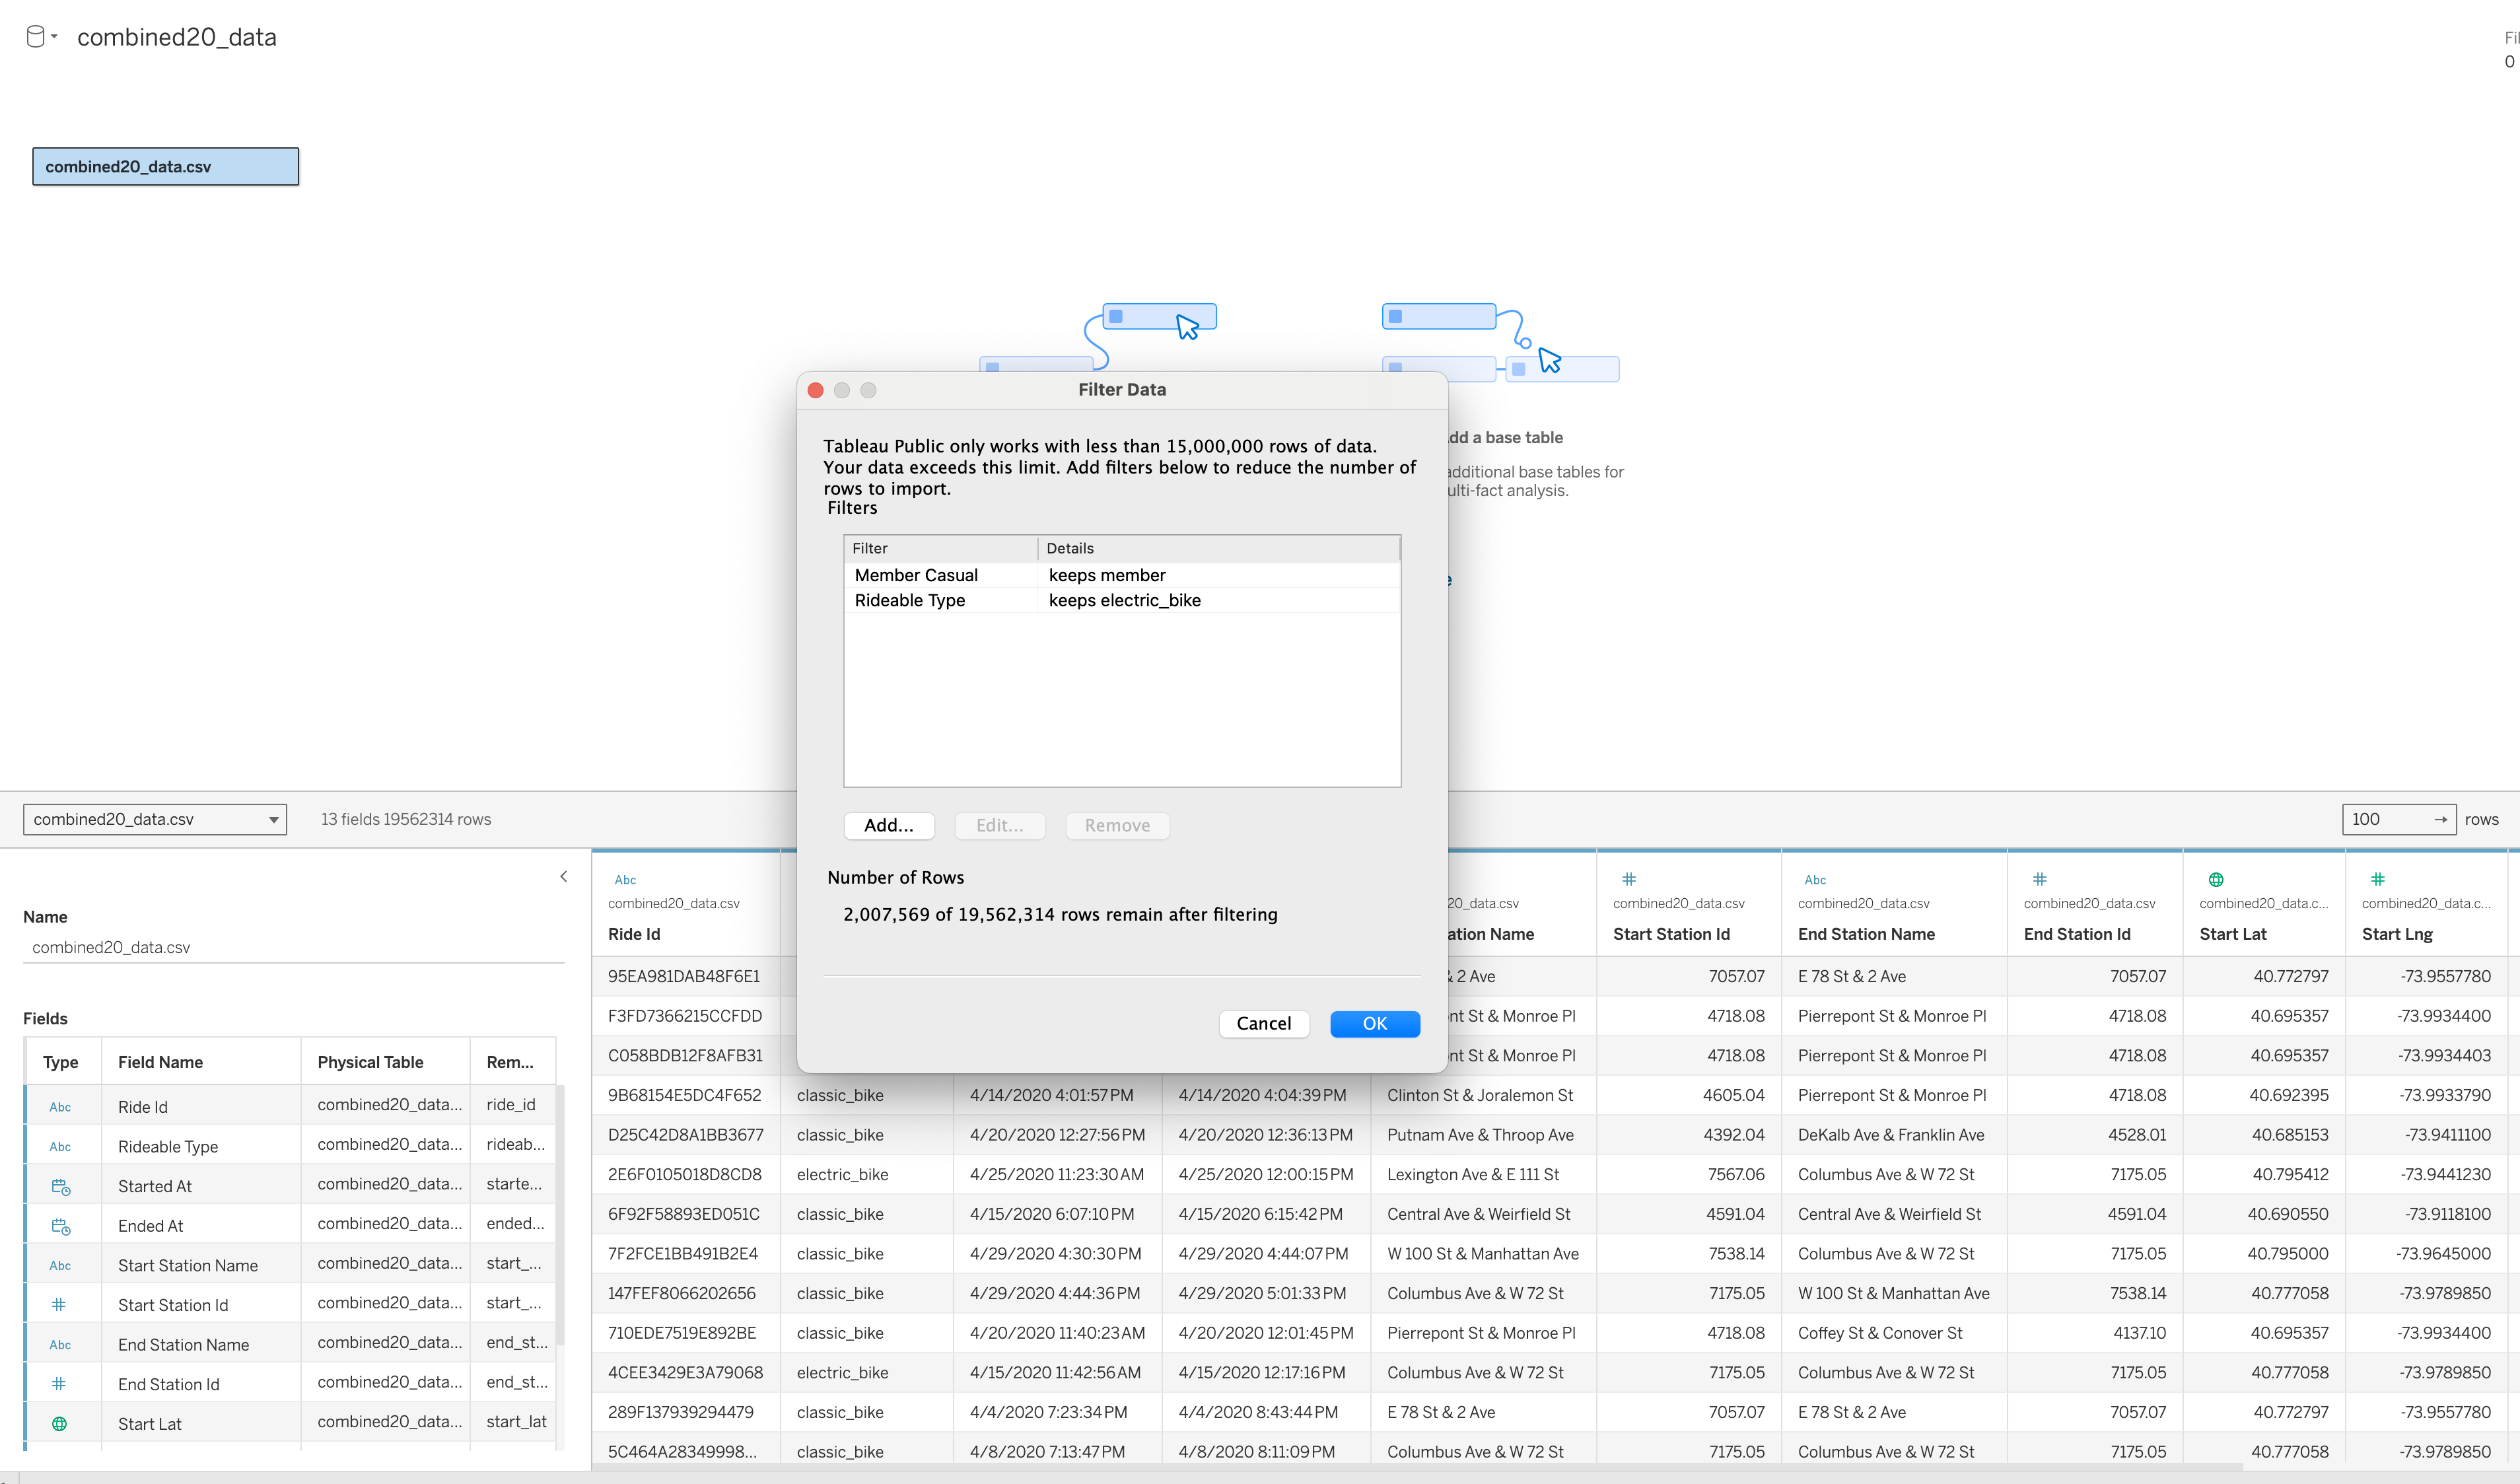 combined20_data
Fil
0
combined20_data.csv
Filter Data
Tableau Public only works with less than 15,000,000 rows of data.
Your data exceeds this limit. Add filters below to reduce the number of
rows to import.
Filters
Filter Details
Member Casual keeps member
Rideable Type keeps electric_bike
dd a base table
additional base tables for
ulti-fact analysis.
e
Add... Edit... Remove
Number of Rows
2,007,569 of 19,562,314 rows remain after filtering
Cancel OK
combined20_data.csv 13 fields 19562314 rows 100 → rows
Name
combined20_data.csv
Fields
Type Field Name Physical Table Rem...
Abc Ride Id combined20_data... ride_id
Abc Rideable Type combined20_data... rideab...
Started At combined20_data... starte...
Ended At combined20_data... ended...
Abc Start Station Name combined20_data... start_...
# Start Station Id combined20_data... start_...
Abc End Station Name combined20_data... end_st...
# End Station Id combined20_data... end_st...
Start Lat combined20_data... start_lat
Abc # Abc # #
combined20_data.csv 20_data.csv combined20_data.csv combined20_data.csv combined20_data.csv combined20_data.c... combined20_data.c...
Ride Id ation Name Start Station Id End Station Name End Station Id Start Lat Start Lng
95EA981DAB48F6E1 & 2 Ave 7057.07 E 78 St & 2 Ave 7057.07 40.772797 -73.9557780
F3FD7366215CCFDD nt St & Monroe Pl 4718.08 Pierrepont St & Monroe Pl 4718.08 40.695357 -73.9934400
C058BDB12F8AFB31 nt St & Monroe Pl 4718.08 Pierrepont St & Monroe Pl 4718.08 40.695357 -73.9934403
9B68154E5DC4F652 classic_bike 4/14/2020 4:01:57 PM 4/14/2020 4:04:39 PM Clinton St & Joralemon St 4605.04 Pierrepont St & Monroe Pl 4718.08 40.692395 -73.9933790
D25C42D8A1BB3677 classic_bike 4/20/2020 12:27:56 PM 4/20/2020 12:36:13 PM Putnam Ave & Throop Ave 4392.04 DeKalb Ave & Franklin Ave 4528.01 40.685153 -73.9411100
2E6F0105018D8CD8 electric_bike 4/25/2020 11:23:30 AM 4/25/2020 12:00:15 PM Lexington Ave & E 111 St 7567.06 Columbus Ave & W 72 St 7175.05 40.795412 -73.9441230
6F92F58893ED051C classic_bike 4/15/2020 6:07:10 PM 4/15/2020 6:15:42 PM Central Ave & Weirfield St 4591.04 Central Ave & Weirfield St 4591.04 40.690550 -73.9118100
7F2FCE1BB491B2E4 classic_bike 4/29/2020 4:30:30 PM 4/29/2020 4:44:07 PM W 100 St & Manhattan Ave 7538.14 Columbus Ave & W 72 St 7175.05 40.795000 -73.9645000
147FEF8066202656 classic_bike 4/29/2020 4:44:36 PM 4/29/2020 5:01:33 PM Columbus Ave & W 72 St 7175.05 W 100 St & Manhattan Ave 7538.14 40.777058 -73.9789850
710EDE7519E892BE classic_bike 4/20/2020 11:40:23 AM 4/20/2020 12:01:45 PM Pierrepont St & Monroe Pl 4718.08 Coffey St & Conover St 4137.10 40.695357 -73.9934400
4CEE3429E3A79068 electric_bike 4/15/2020 11:42:56 AM 4/15/2020 12:17:16 PM Columbus Ave & W 72 St 7175.05 Columbus Ave & W 72 St 7175.05 40.777058 -73.9789850
289F137939294479 classic_bike 4/4/2020 7:23:34 PM 4/4/2020 8:43:44 PM E 78 St & 2 Ave 7057.07 E 78 St & 2 Ave 7057.07 40.772797 -73.9557780
5C464A28349998... classic_bike 4/8/2020 7:13:47 PM 4/8/2020 8:11:09 PM Columbus Ave & W 72 St 7175.05 Columbus Ave & W 72 St 7175.05 40.777058 -73.9789850